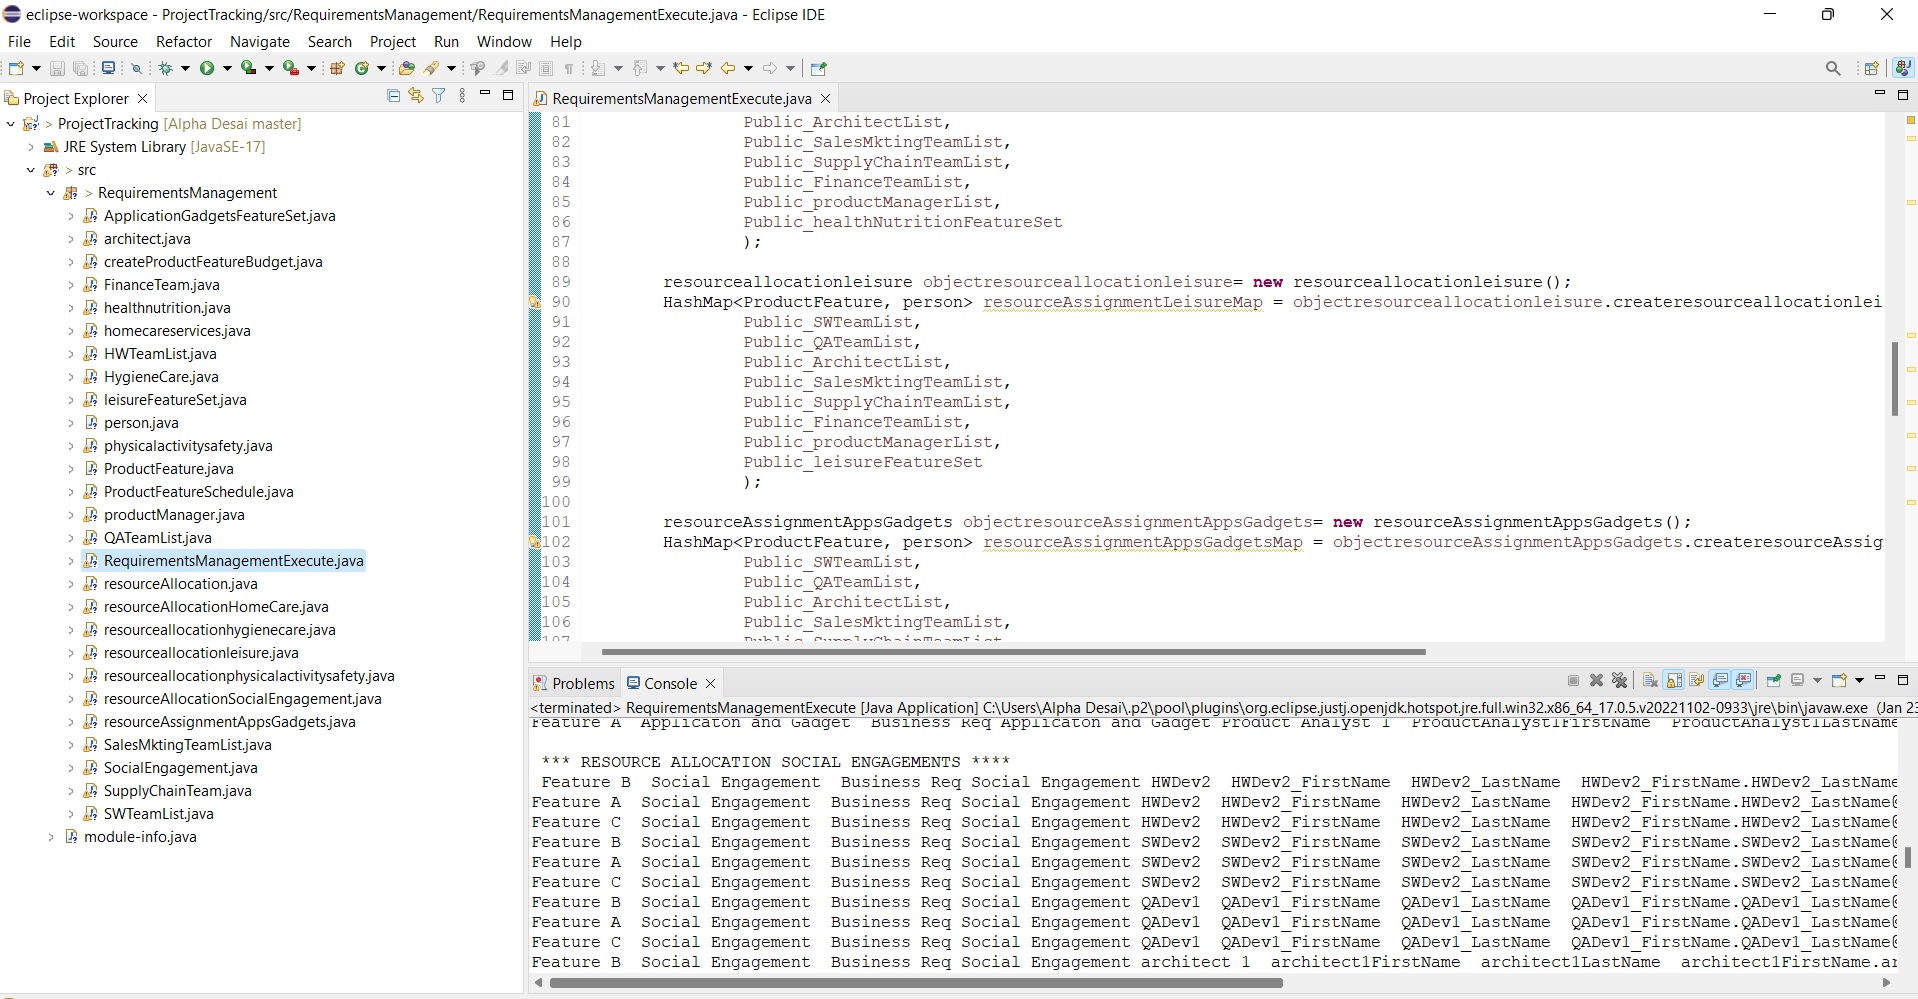 eclipse-workspace - ProjectTracking/src/RequirementsManagement/RequirementsManagementExecute.java - Eclipse IDE
File Edit Source Refactor Navigate Search Project Run Window Help
Project Explorer
> ProjectTracking [Alpha Desai master]
JRE System Library [JavaSE-17]
> src
> RequirementsManagement
ApplicationGadgetsFeatureSet.java
architect.java
createProductFeatureBudget.java
FinanceTeam.java
healthnutrition.java
homecareservices.java
HWTeamList.java
HygieneCare.java
leisureFeatureSet.java
person.java
physicalactivitysafety.java
ProductFeature.java
ProductFeatureSchedule.java
productManager.java
QATeamList.java
RequirementsManagementExecute.java
resourceAllocation.java
resourceAllocationHomeCare.java
resourceallocationhygienecare.java
resourceallocationleisure.java
resourceallocationphysicalactivitysafety.java
resourceAllocationSocialEngagement.java
resourceAssignmentAppsGadgets.java
SalesMktingTeamList.java
SocialEngagement.java
SupplyChainTeam.java
SWTeamList.java
module-info.java
RequirementsManagementExecute.java
81 Public_ArchitectList,
82 Public_SalesMktingTeamList,
83 Public_SupplyChainTeamList,
84 Public_FinanceTeamList,
85 Public_productManagerList,
86 Public_healthNutritionFeatureSet
87 );
88
89 resourceallocationleisure objectresourceallocationleisure= new resourceallocationleisure();
90 HashMap<ProductFeature, person> resourceAssignmentLeisureMap = objectresourceallocationleisure.createresourceallocationlei
91 Public_SWTeamList,
92 Public_QATeamList,
93 Public_ArchitectList,
94 Public_SalesMktingTeamList,
95 Public_SupplyChainTeamList,
96 Public_FinanceTeamList,
97 Public_productManagerList,
98 Public_leisureFeatureSet
99 );
100
101 resourceAssignmentAppsGadgets objectresourceAssignmentAppsGadgets= new resourceAssignmentAppsGadgets();
102 HashMap<ProductFeature, person> resourceAssignmentAppsGadgetsMap = objectresourceAssignmentAppsGadgets.createresourceAssig
103 Public_SWTeamList,
104 Public_QATeamList,
105 Public_ArchitectList,
106 Public_SalesMktingTeamList,
107 Public_SupplyChainTeamList
Problems Console
<terminated> RequirementsManagementExecute [Java Application] C:\Users\Alpha Desai\.p2\pool\plugins\org.eclipse.justj.openjdk.hotspot.jre.full.win32.x86_64_17.0.5.v20221102-0933\jre\bin\javaw.exe (Jan 23
Feature A Applicaton and Gadget Business Req Applicaton and Gadget Product Analyst 1 ProductAnalyst1FirstName ProductAnalyst1LastName
*** RESOURCE ALLOCATION SOCIAL ENGAGEMENTS ****
Feature B Social Engagement Business Req Social Engagement HWDev2 HWDev2_FirstName HWDev2_LastName HWDev2_FirstName.HWDev2_LastName
Feature A Social Engagement Business Req Social Engagement HWDev2 HWDev2_FirstName HWDev2_LastName HWDev2_FirstName.HWDev2_LastName@
Feature C Social Engagement Business Req Social Engagement HWDev2 HWDev2_FirstName HWDev2_LastName HWDev2_FirstName.HWDev2_LastName@
Feature B Social Engagement Business Req Social Engagement SWDev2 SWDev2_FirstName SWDev2_LastName SWDev2_FirstName.SWDev2_LastName@
Feature A Social Engagement Business Req Social Engagement SWDev2 SWDev2_FirstName SWDev2_LastName SWDev2_FirstName.SWDev2_LastName@
Feature C Social Engagement Business Req Social Engagement SWDev2 SWDev2_FirstName SWDev2_LastName SWDev2_FirstName.SWDev2_LastName@
Feature B Social Engagement Business Req Social Engagement QADev1 QADev1_FirstName QADev1_LastName QADev1_FirstName.QADev1_LastName@
Feature A Social Engagement Business Req Social Engagement QADev1 QADev1_FirstName QADev1_LastName QADev1_FirstName.QADev1_LastName@
Feature C Social Engagement Business Req Social Engagement QADev1 QADev1_FirstName QADev1_LastName QADev1_FirstName.QADev1_LastName@
Feature B Social Engagement Business Req Social Engagement architect 1 architect1FirstName architect1LastName architect1FirstName.ar